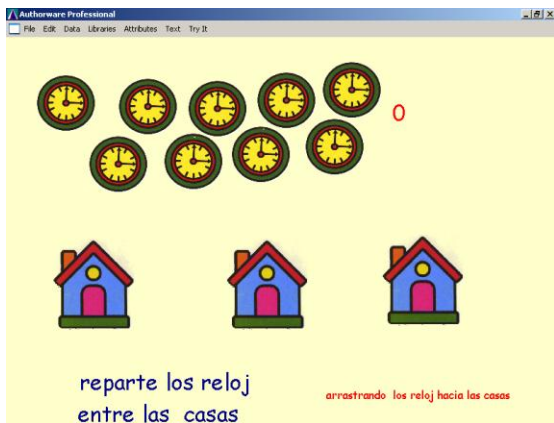 Authorware Professional
File Edit Data Libraries Attributes Text Try It
0
reparte los reloj
entre las casas
arrastrando los reloj hacia las casas